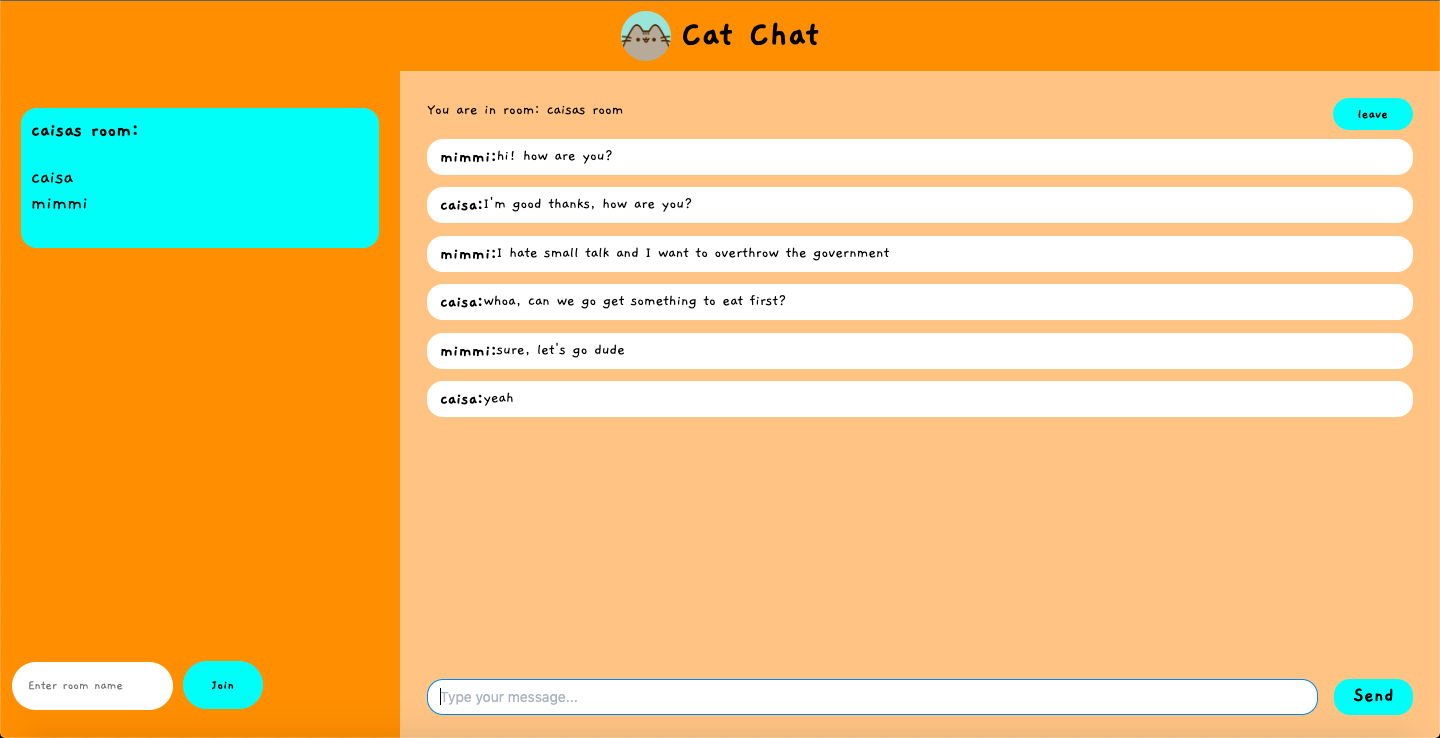 Cat Chat
caisas room:
caisa
mimmi
Enter room name
Join
You are in room: caisas room
leave
mimmi:hi! how are you?
caisa:I'm good thanks, how are you?
mimmi:I hate small talk and I want to overthrow the government
caisa:whoa, can we go get something to eat first?
mimmi:sure, let's go dude
caisa:yeah
Type your message...
Send